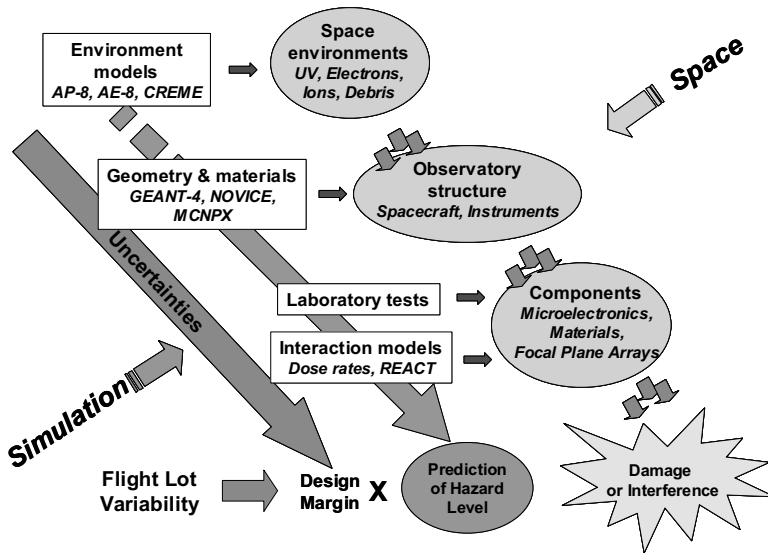 Environment
models
AP-8, AE-8, CREME
Space
environments
UV, Electrons,
Ions, Debris
Space
Geometry & materials
GEANT-4, NOVICE,
MCNPX
Observatory
structure
Spacecraft, Instruments
Uncertainties
Laboratory tests
Components
Microelectronics,
Materials,
Focal Plane Arrays
Interaction models
Dose rates, REACT
Simulation
Flight Lot
Variability
Design
Margin
X
Prediction
of Hazard
Level
Damage
or Interference